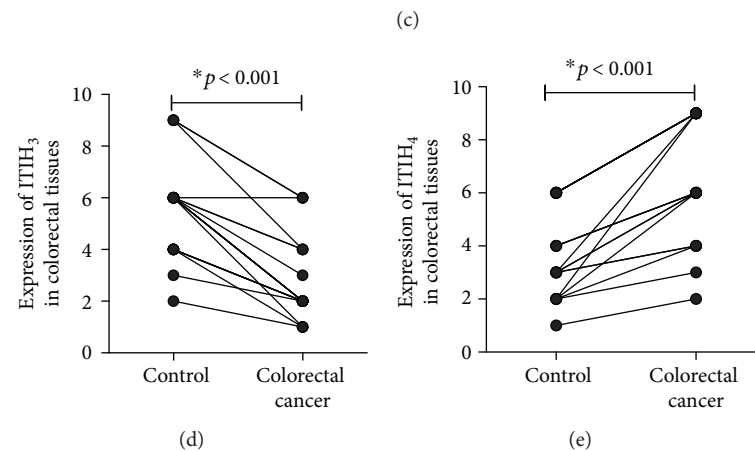 (c)
*p < 0.001
Expression of ITIH3
in colorectal tissues
10
8
6
4
2
0
Control
Colorectal
cancer
(d)
*p < 0.001
Expression of ITIH4
in colorectal tissues
10
8
6
4
2
0
Control
Colorectal
cancer
(e)